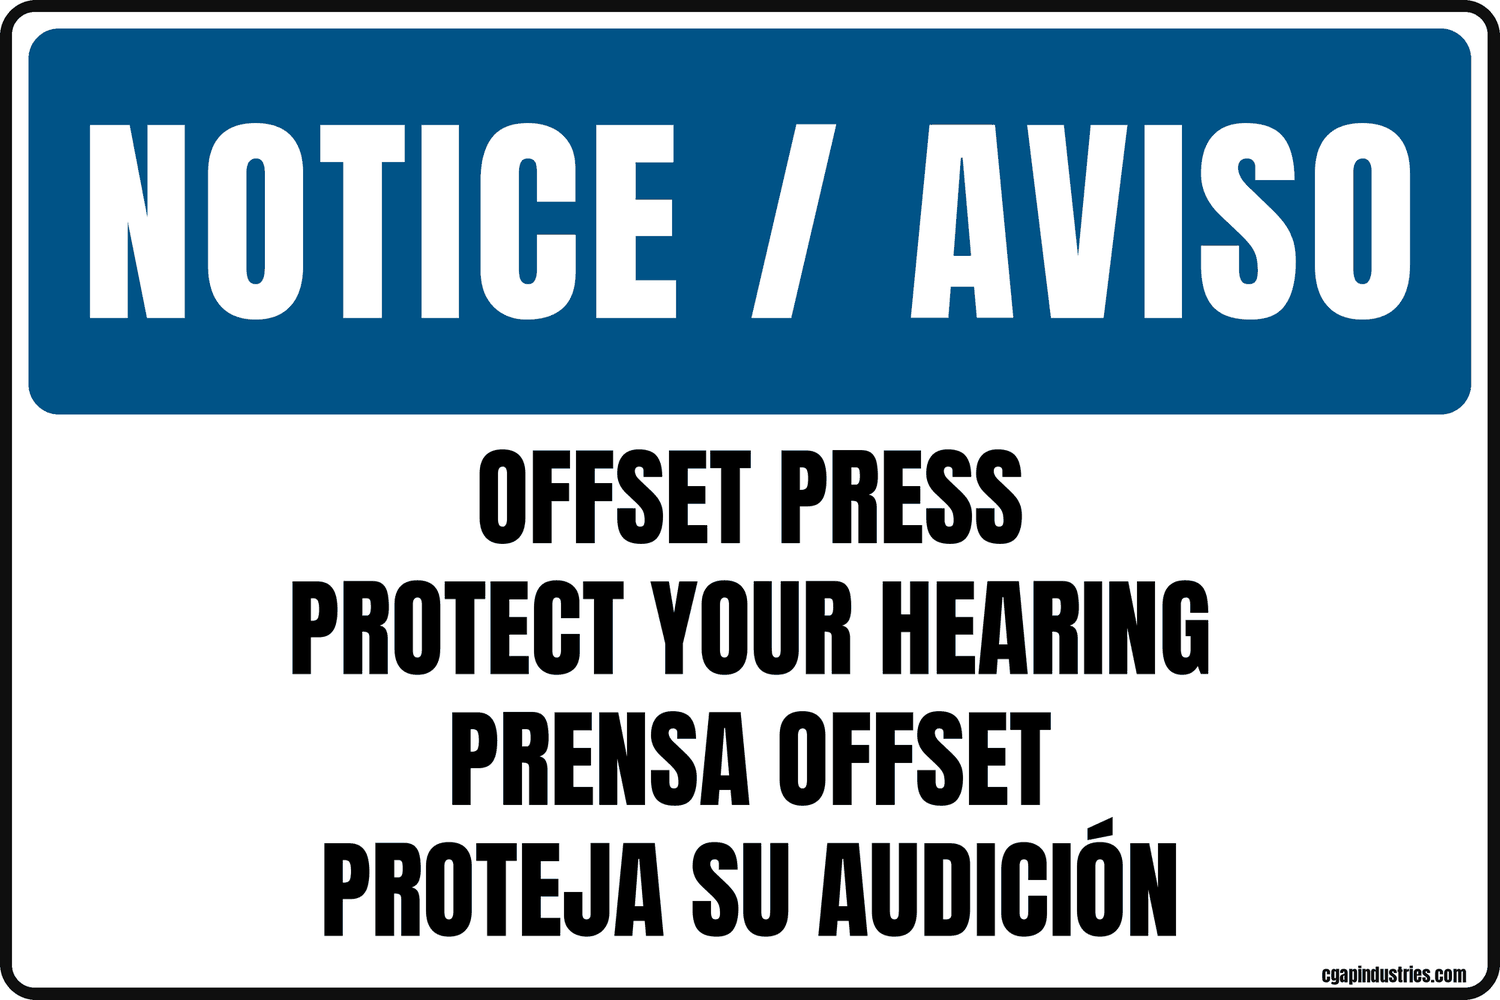 NOTICE / AVISO
OFFSET PRESS
PROTECT YOUR HEARING
PRENSA OFFSET
PROTEJA SU AUDICIÓN
cgapindustries.com